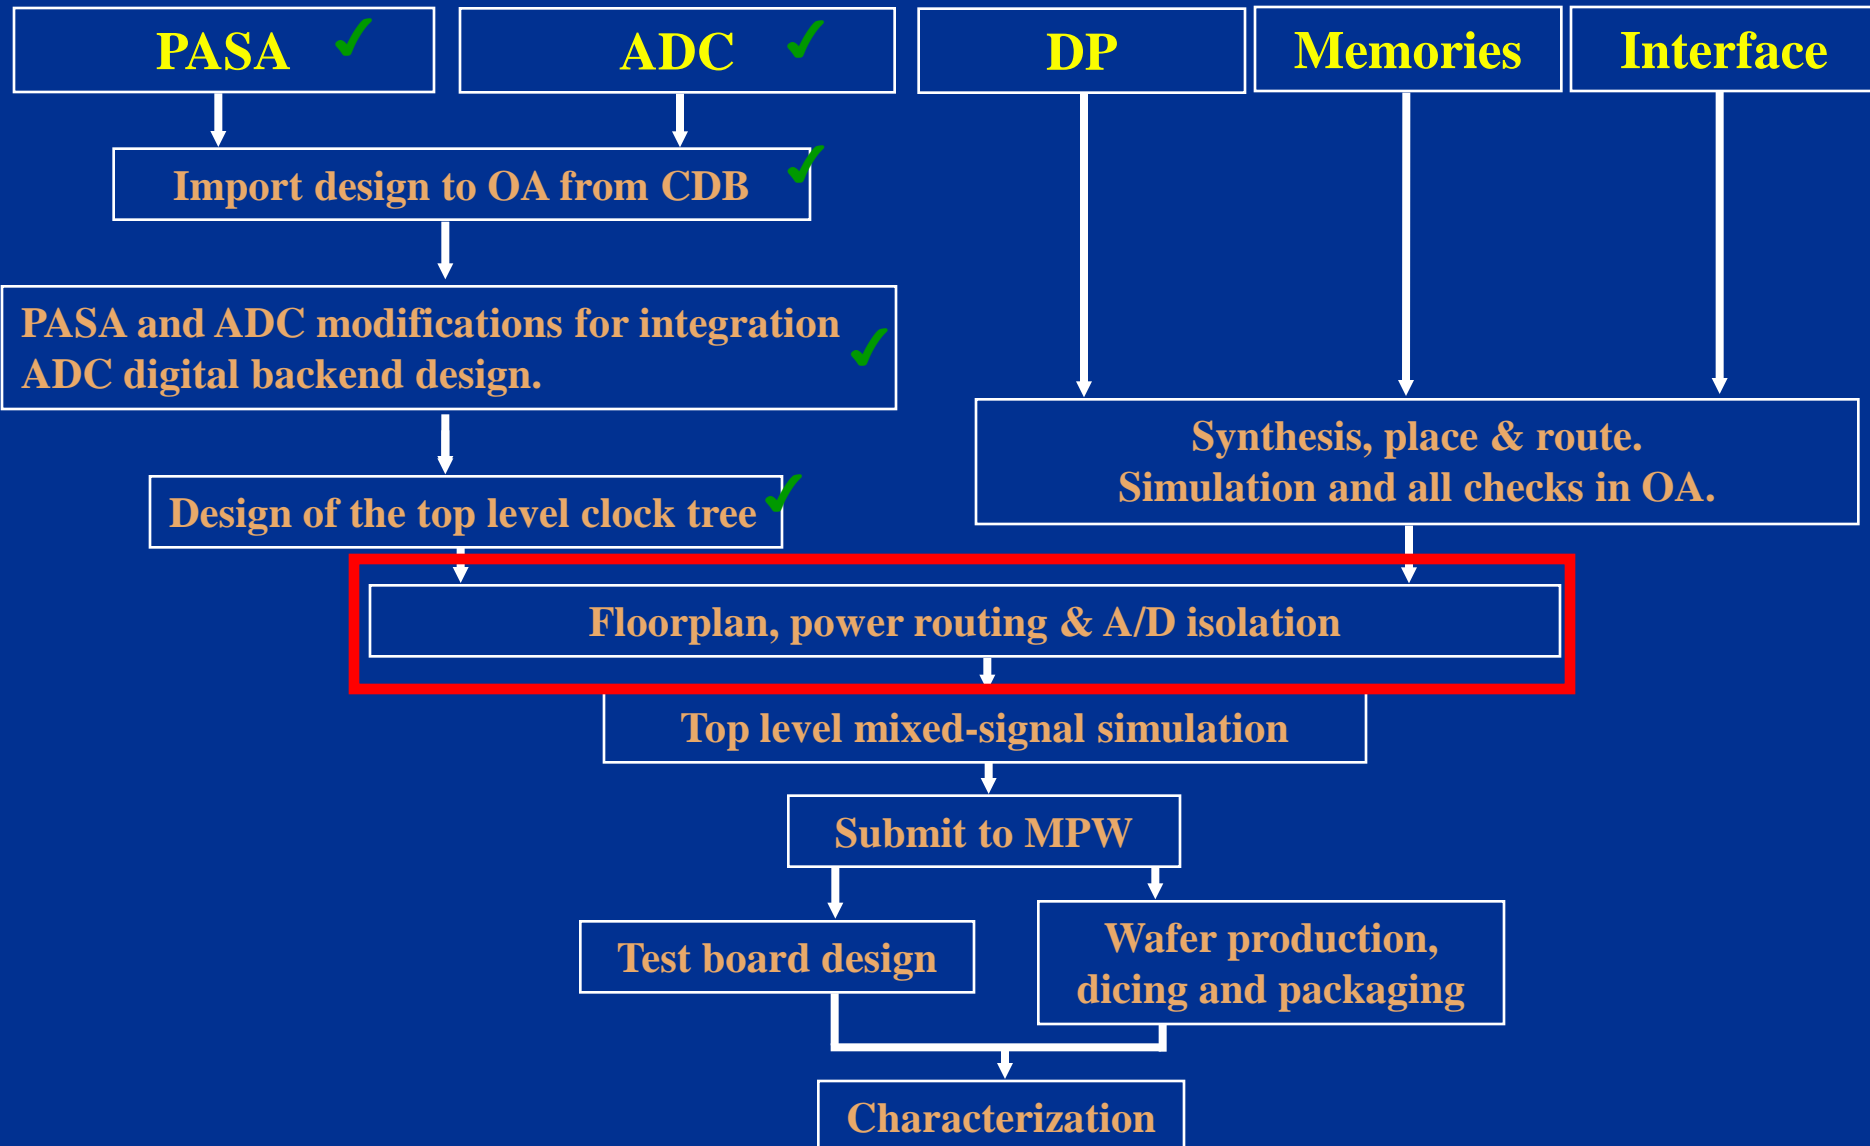 PASA
ADC
DP
Memories
Interface
Import design to OA from CDB
PASA and ADC modifications for integration
ADC digital backend design.
Synthesis, place & route.
Simulation and all checks in OA.
Design of the top level clock tree
Floorplan, power routing & A/D isolation
Top level mixed-signal simulation
Submit to MPW
Test board design
Wafer production,
dicing and packaging
Characterization